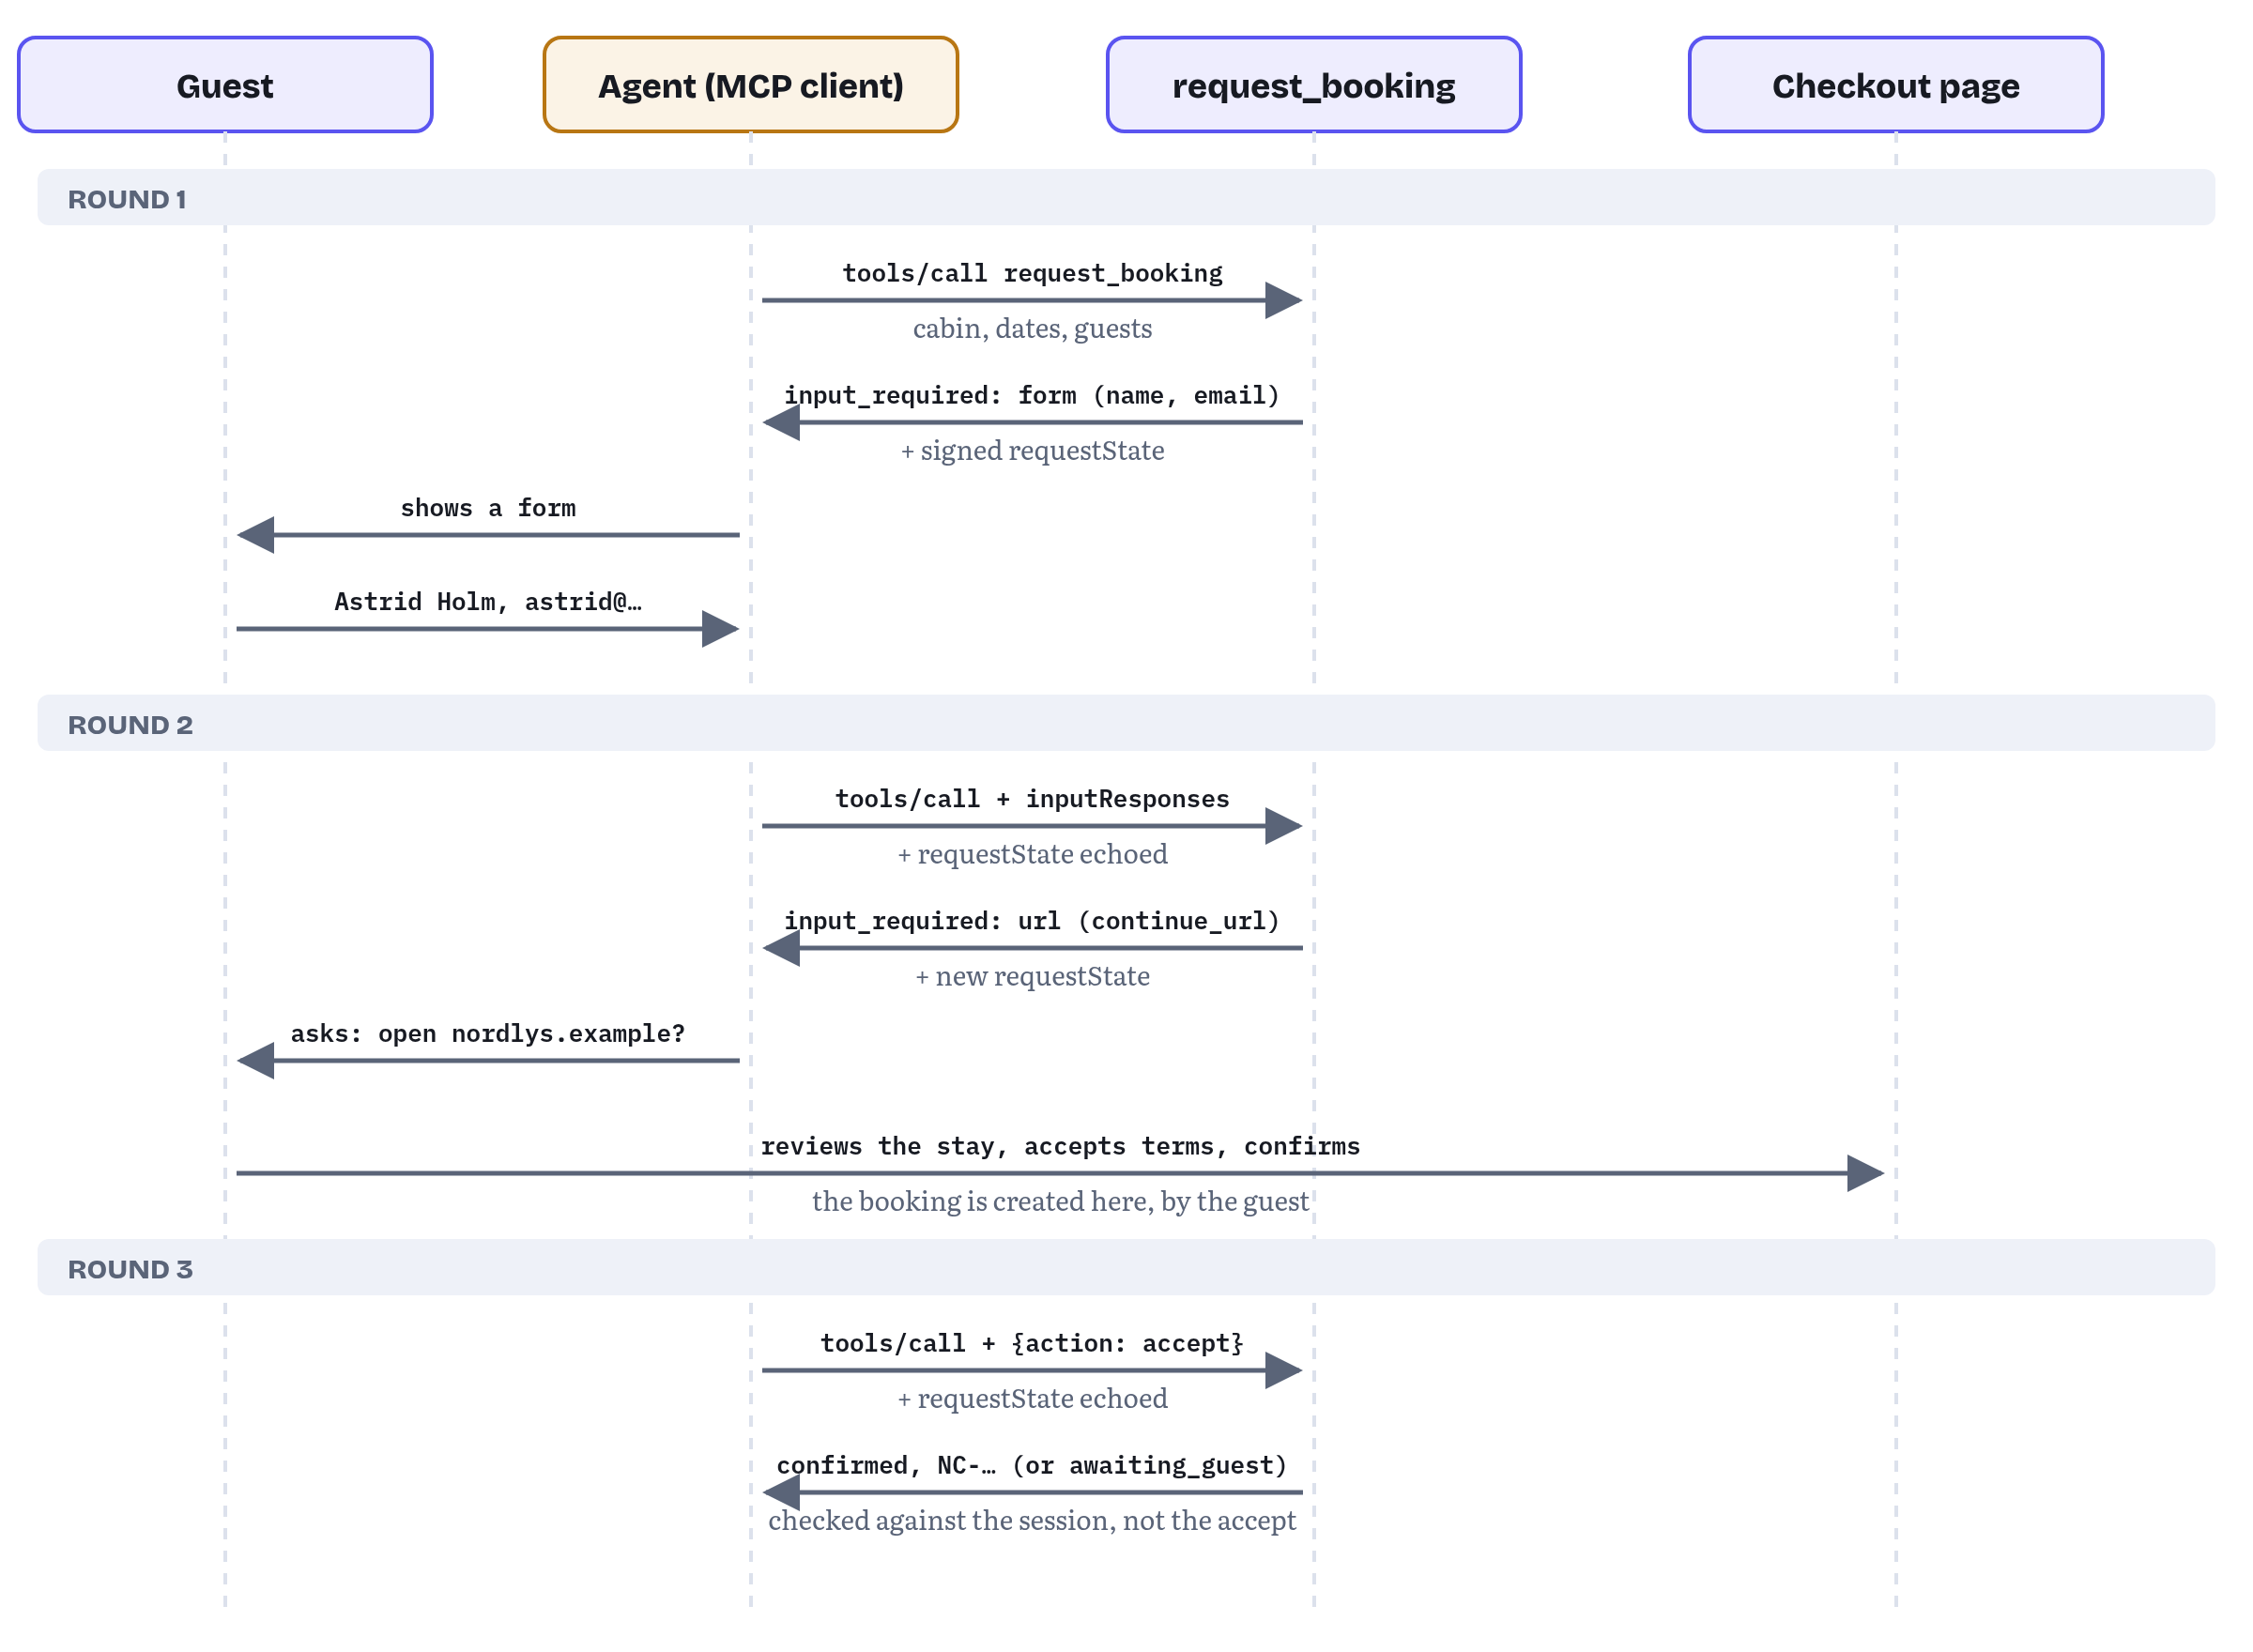 Guest
Agent (MCP client)
request_booking
Checkout page
ROUND 1
tools/call request_booking
cabin, dates, guests
input_required: form (name, email)
+ signed requestState
shows a form
Astrid Holm, astrid@…
ROUND 2
tools/call + inputResponses
+ requestState echoed
input_required: url (continue_url)
+ new requestState
asks: open nordlys.example?
reviews the stay, accepts terms, confirms
the booking is created here, by the guest
ROUND 3
tools/call + {action: accept}
+ requestState echoed
confirmed, NC-… (or awaiting_guest)
checked against the session, not the accept